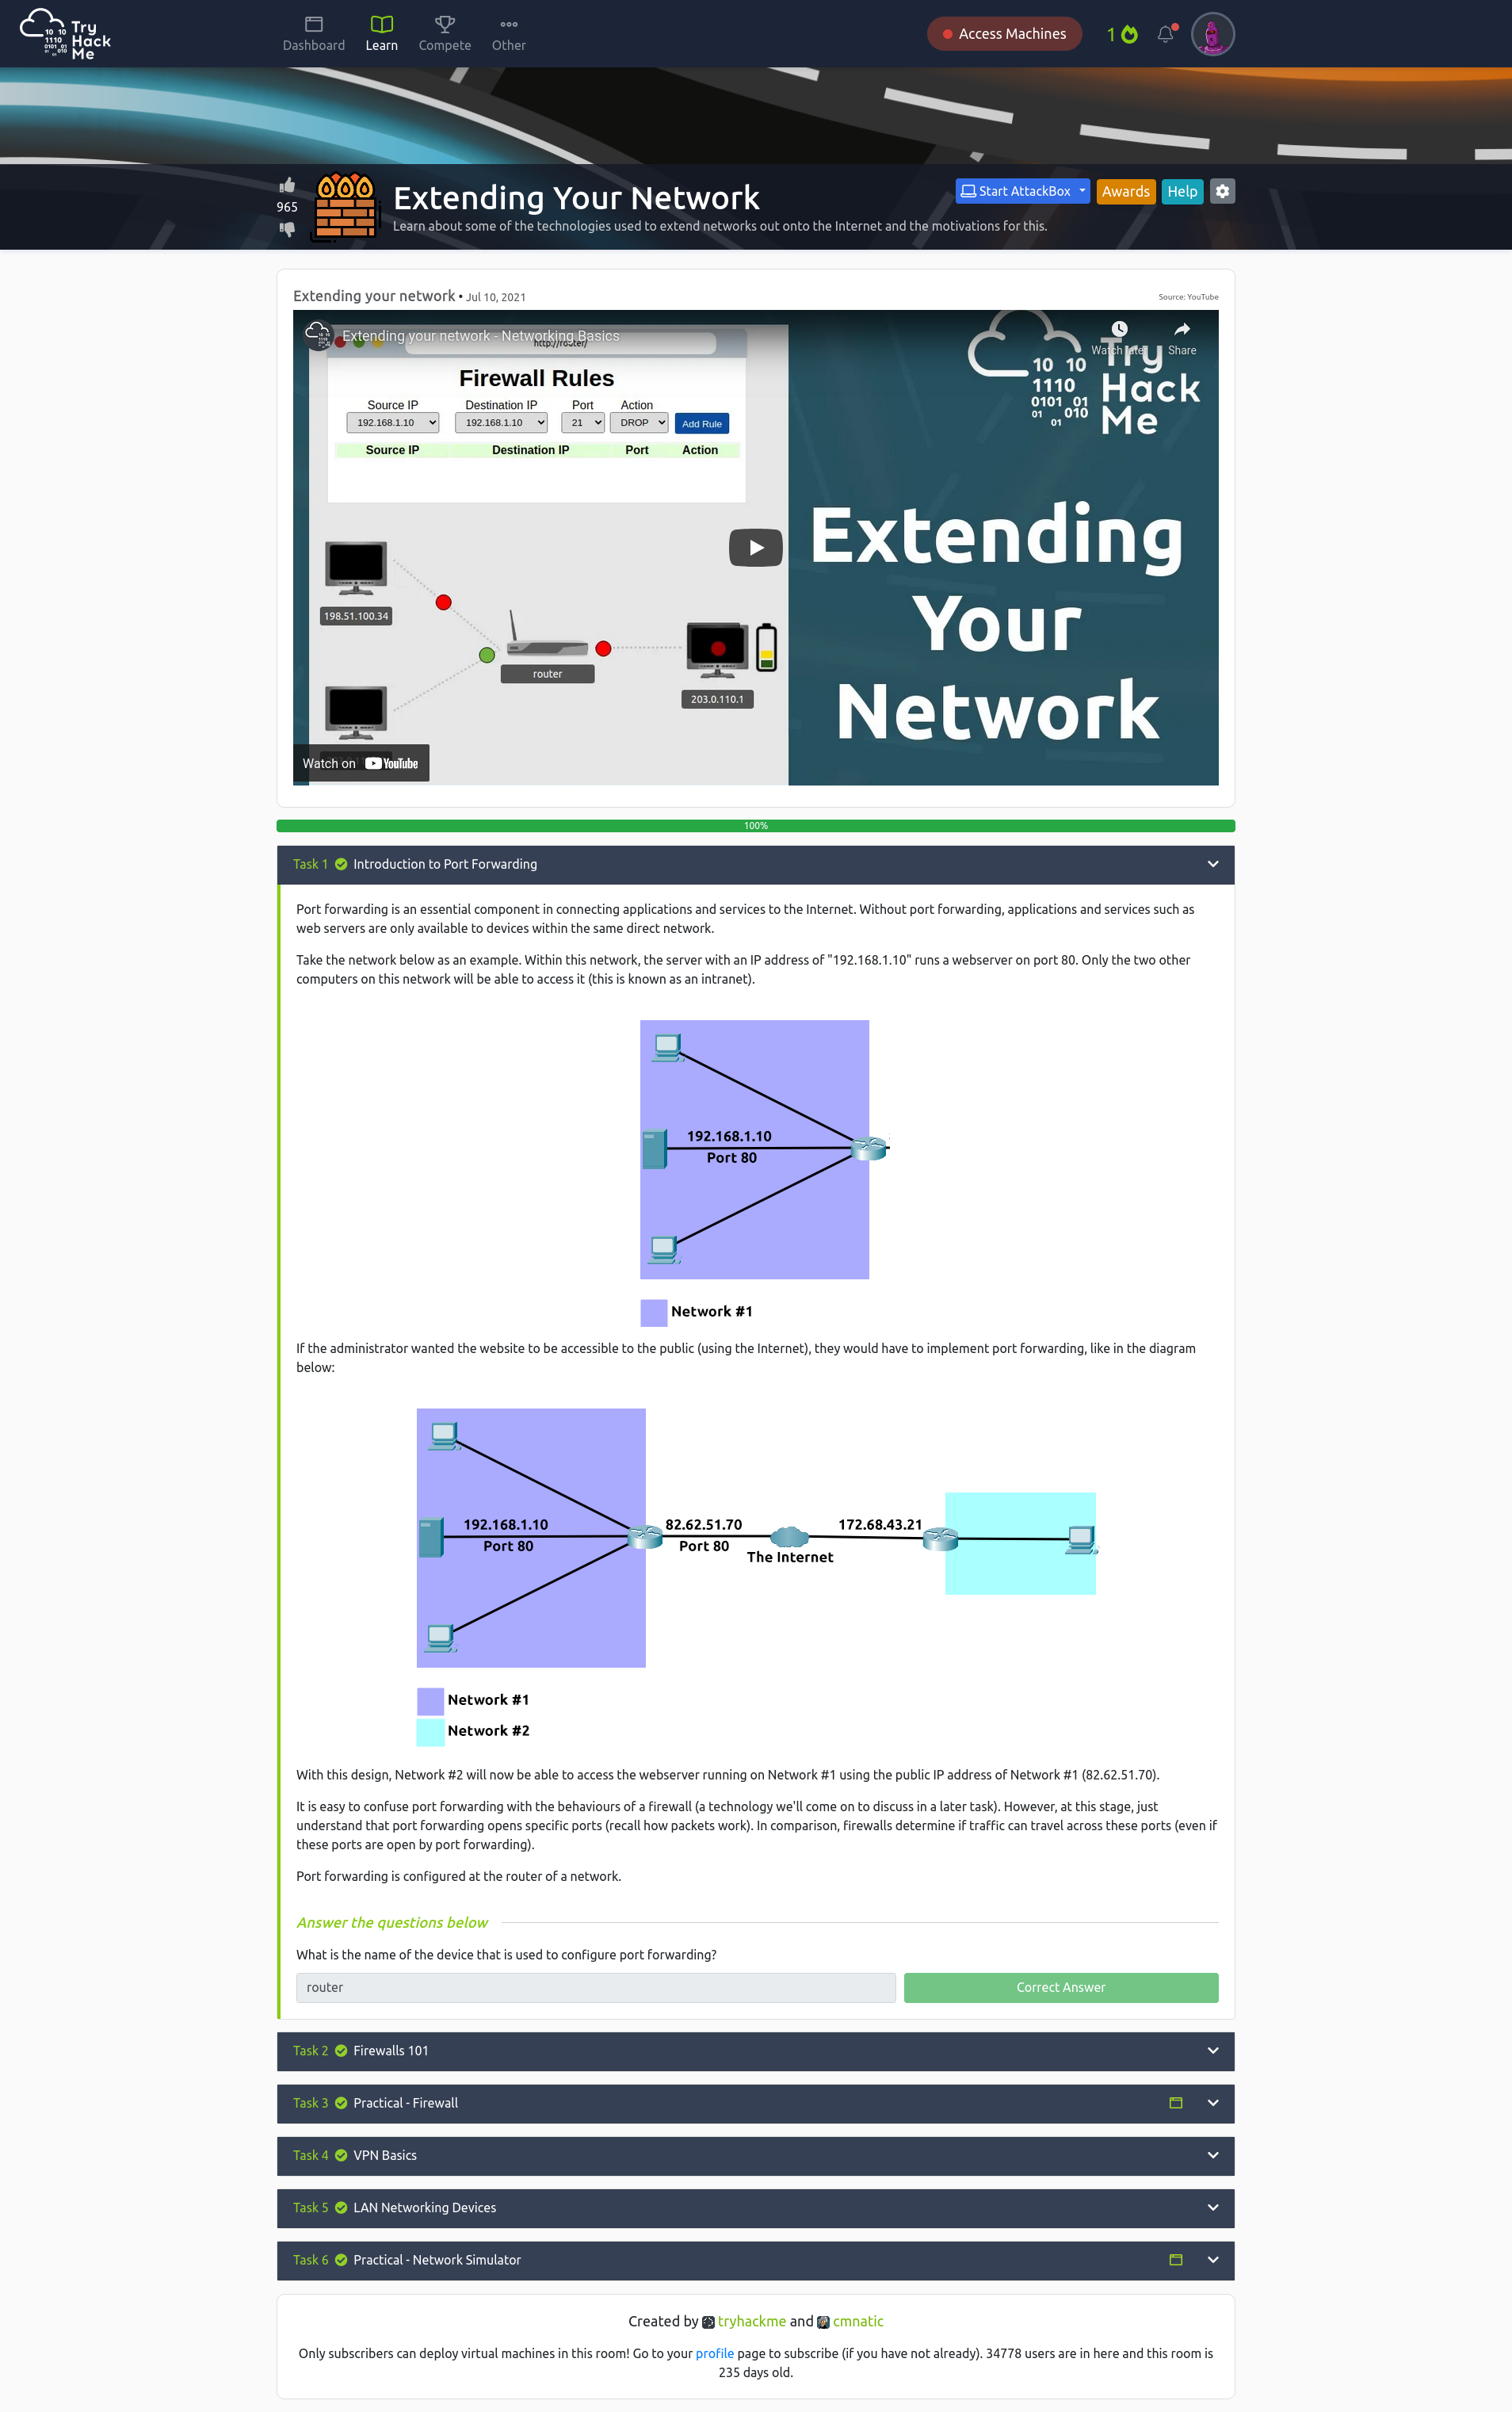 Try
Hack
Me
10 10
1110
0101 01
01 010
Dashboard
Learn
Compete
Other
Access Machines
1
965
Extending Your Network
Learn about some of the technologies used to extend networks out onto the Internet and the motivations for this.
Start AttackBox
Awards
Help
Extending your network • Jul 10, 2021
Source: YouTube
Extending your network - Networking Basics
http://router/
Watch later
Share
Firewall Rules
Source IP Destination IP Port Action
192.168.1.10 192.168.1.10 21 DROP Add Rule
Source IP Destination IP Port Action
10 10
1110
0101 01
01 010
Try
Hack
Me
Extending
Your
Network
198.51.100.34
router
203.0.110.1
Watch on YouTube
100%
Task 1 Introduction to Port Forwarding
Port forwarding is an essential component in connecting applications and services to the Internet. Without port forwarding, applications and services such as
web servers are only available to devices within the same direct network.
Take the network below as an example. Within this network, the server with an IP address of "192.168.1.10" runs a webserver on port 80. Only the two other
computers on this network will be able to access it (this is known as an intranet).
192.168.1.10
Port 80
Network #1
If the administrator wanted the website to be accessible to the public (using the Internet), they would have to implement port forwarding, like in the diagram
below:
192.168.1.10
Port 80
82.62.51.70
Port 80
The Internet
172.68.43.21
Network #1
Network #2
With this design, Network #2 will now be able to access the webserver running on Network #1 using the public IP address of Network #1 (82.62.51.70).
It is easy to confuse port forwarding with the behaviours of a firewall (a technology we'll come on to discuss in a later task). However, at this stage, just
understand that port forwarding opens specific ports (recall how packets work). In comparison, firewalls determine if traffic can travel across these ports (even if
these ports are open by port forwarding).
Port forwarding is configured at the router of a network.
Answer the questions below
What is the name of the device that is used to configure port forwarding?
router
Correct Answer
Task 2 Firewalls 101
Task 3 Practical - Firewall
Task 4 VPN Basics
Task 5 LAN Networking Devices
Task 6 Practical - Network Simulator
Created by tryhackme and cmnatic
Only subscribers can deploy virtual machines in this room! Go to your profile page to subscribe (if you have not already). 34778 users are in here and this room is
235 days old.